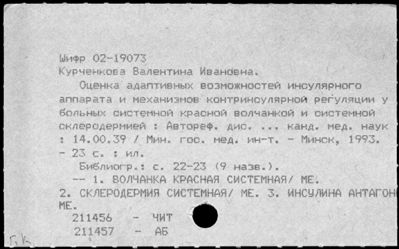 Шифр 02-19073
Курченкова Валентина Ивановна.
Оценка адаптивных возможностей инсулярного
аппарата и механизмов контринсулярной регуляции у
больных системной красной волчанкой и системной
склеродермией : Автореф. дис. ... канд. мед. наук
: 14.00.39 / Мин. гос. мед. ин-т. - Минск, 1993.
- 23 с. : ил.
Библиогр.: с. 22-23 (9 назв.).
-- 1. ВОЛЧАНКА КРАСНАЯ СИСТЕМНАЯ/ МЕ.
2. СКЛЕРОДЕРМИЯ СИСТЕМНАЯ/ МЕ. 3. ИНСУЛИНА АНТАГОН
МЕ.
211456 - ЧИТ
211457 - АБ